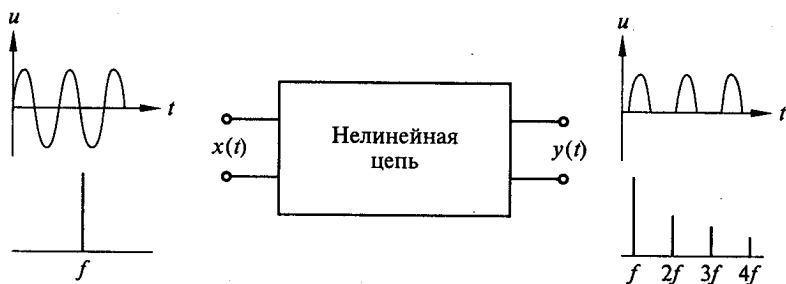 u
t
f
x(t)
Нелинейная
цепь
y(t)
u
t
f 2f 3f 4f